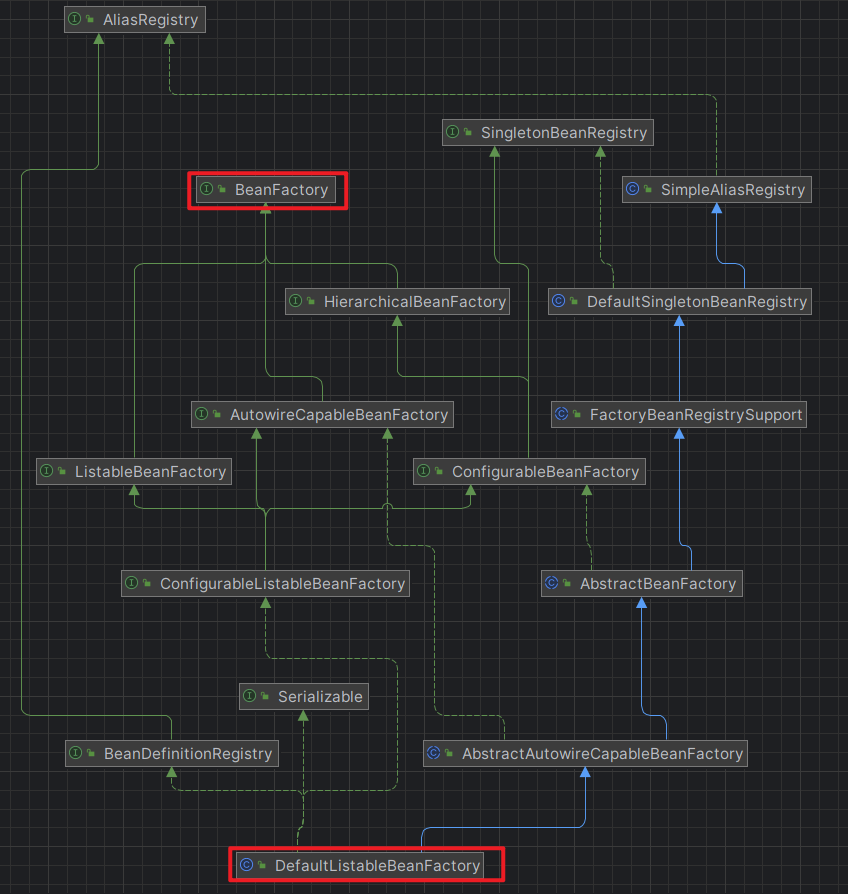 AliasRegistry
SingletonBeanRegistry
BeanFactory
SimpleAliasRegistry
HierarchicalBeanFactory
DefaultSingletonBeanRegistry
AutowireCapableBeanFactory
FactoryBeanRegistrySupport
ListableBeanFactory
ConfigurableBeanFactory
ConfigurableListableBeanFactory
AbstractBeanFactory
Serializable
BeanDefinitionRegistry
AbstractAutowireCapableBeanFactory
DefaultListableBeanFactory